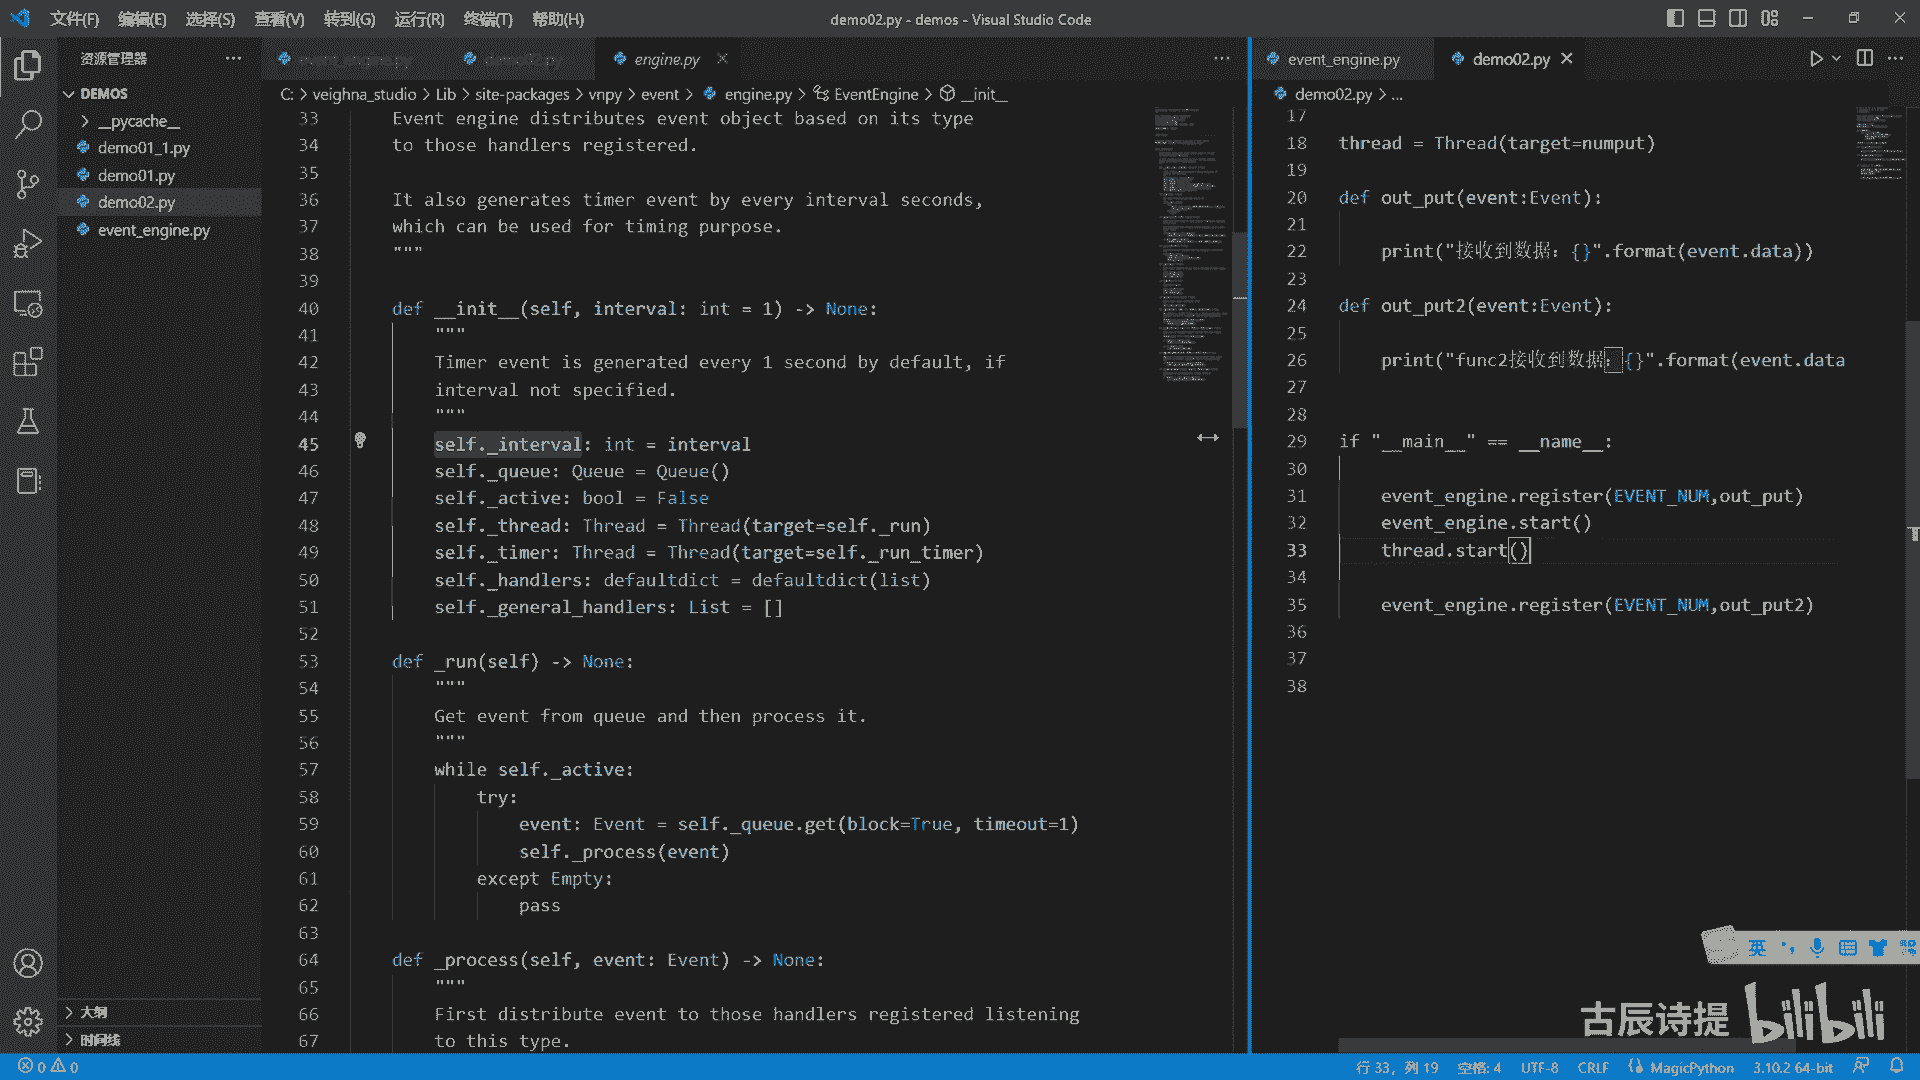 文件(F) 编辑(E) 选择(S) 查看(V) 转到(G) 运行(R) 终端(T) 帮助(H)
demo02.py - demos - Visual Studio Code
资源管理器
DEMOS
__pycache__
demo01_1.py
demo01.py
demo02.py
event_engine.py
大纲
时间线
event_engine.py demo02.py engine.py
C: > veighna_studio > Lib > site-packages > vnpy > event > engine.py > EventEngine > __init__
33 Event engine distributes event object based on its type
34 to those handlers registered.
35
36 It also generates timer event by every interval seconds,
37 which can be used for timing purpose.
38 """
39
40 def __init__(self, interval: int = 1) -> None:
41 """
42 Timer event is generated every 1 second by default, if
43 interval not specified.
44 """
45 self._interval: int = interval
46 self._queue: Queue = Queue()
47 self._active: bool = False
48 self._thread: Thread = Thread(target=self._run)
49 self._timer: Thread = Thread(target=self._run_timer)
50 self._handlers: defaultdict = defaultdict(list)
51 self._general_handlers: List = []
52
53 def _run(self) -> None:
54 """
55 Get event from queue and then process it.
56 """
57 while self._active:
58 try:
59 event: Event = self._queue.get(block=True, timeout=1)
60 self._process(event)
61 except Empty:
62 pass
63
64 def _process(self, event: Event) -> None:
65 """
66 First distribute event to those handlers registered listening
67 to this type.
event_engine.py demo02.py
demo02.py > ...
17
18 thread = Thread(target=numput)
19
20 def out_put(event:Event):
21
22 print("接收到数据：{}".format(event.data))
23
24 def out_put2(event:Event):
25
26 print("func2接收到数据：{}".format(event.data
27
28
29 if "__main__" == __name__:
30
31 event_engine.register(EVENT_NUM,out_put)
32 event_engine.start()
33 thread.start()
34
35 event_engine.register(EVENT_NUM,out_put2)
36
37
38
英
古辰诗提 bilibili
0 0
行 33，列 19 空格: 4 UTF-8 CRLF MagicPython 3.10.2 64-bit